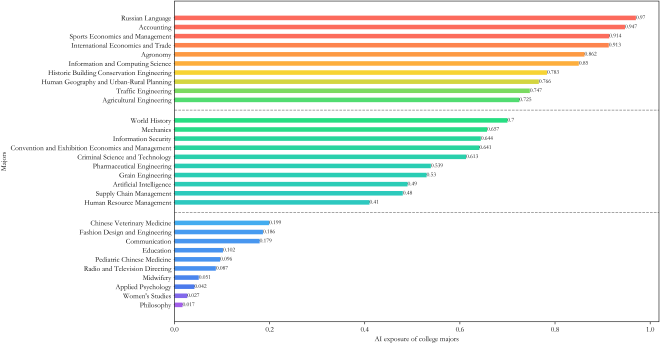 Russian Language 0.97
Accounting 0.947
Sports Economics and Management 0.914
International Economics and Trade 0.913
Agronomy 0.862
Information and Computing Science 0.85
Historic Building Conservation Engineering 0.783
Human Geography and Urban-Rural Planning 0.766
Traffic Engineering 0.747
Agricultural Engineering 0.725
World History 0.7
Mechanics 0.657
Information Security 0.644
Convention and Exhibition Economics and Management 0.641
Criminal Science and Technology 0.613
Pharmaceutical Engineering 0.539
Grain Engineering 0.53
Artificial Intelligence 0.49
Supply Chain Management 0.48
Human Resource Management 0.41
Chinese Veterinary Medicine 0.199
Fashion Design and Engineering 0.186
Communication 0.179
Education 0.102
Pediatric Chinese Medicine 0.096
Radio and Television Directing 0.087
Midwifery 0.051
Applied Psychology 0.042
Women's Studies 0.027
Philosophy 0.017
Majors
0.0 0.2 0.4 0.6 0.8 1.0
AI exposure of college majors